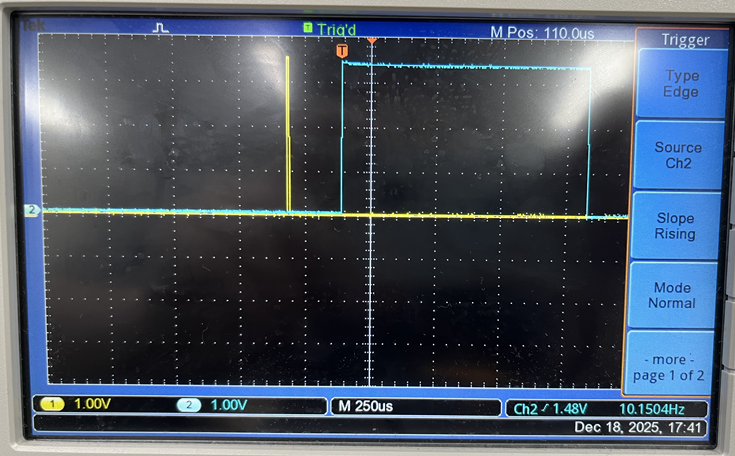 Tek T Trig'd M Pos: 110.0us
T
Trigger
Type
Edge
Source
Ch2
2
Slope
Rising
Mode
Normal
- more -
page 1 of 2
1 1.00V 2 1.00V M 250us Ch2 1.48V 10.1504Hz
Dec 18, 2025, 17:41